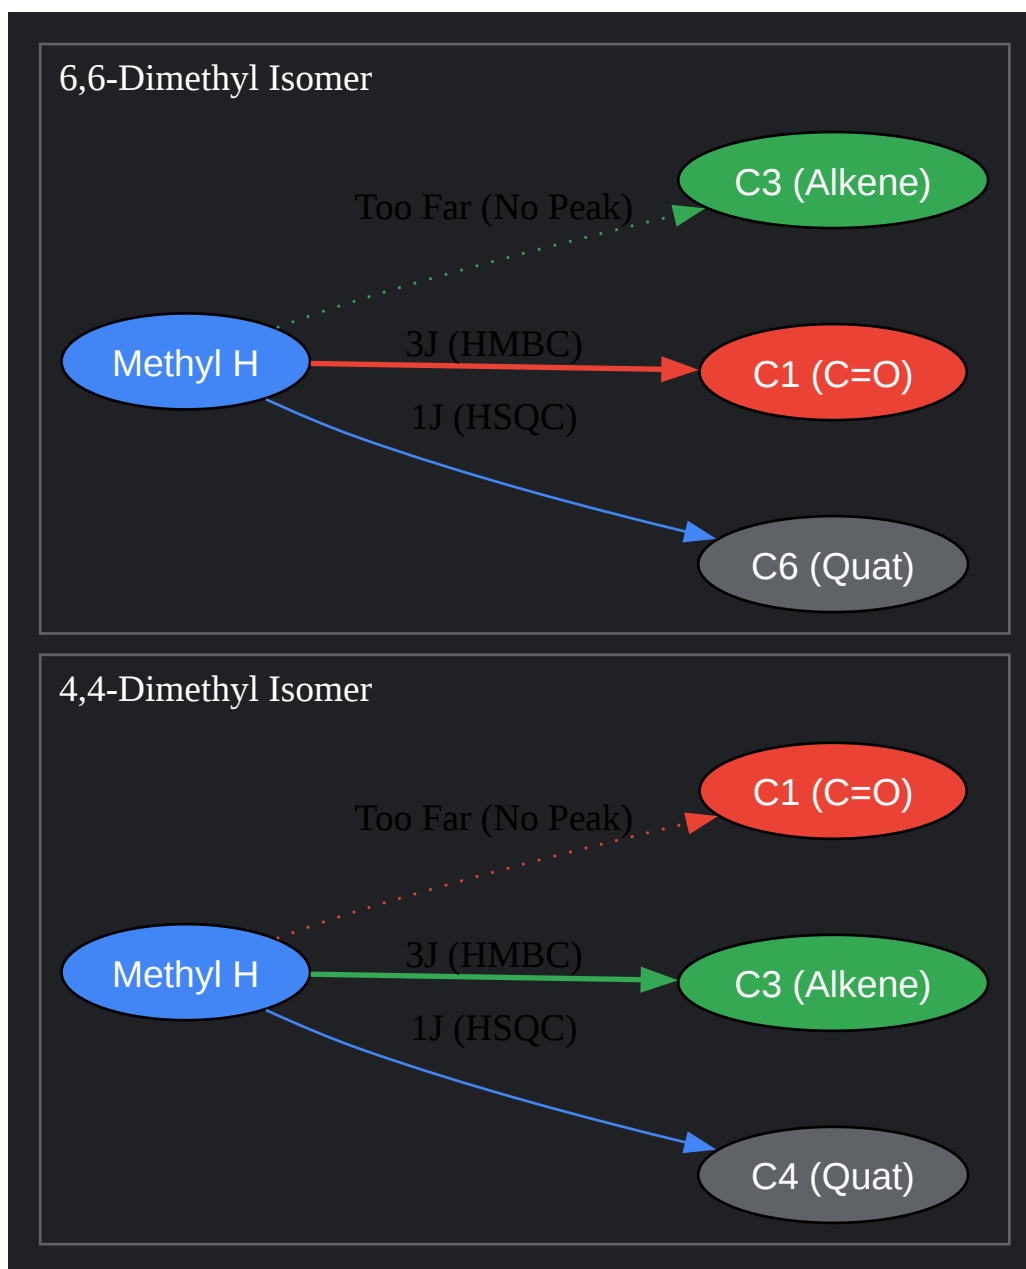 6,6-Dimethyl Isomer
C3 (Alkene)
Too Far (No Peak)
3J (HMBC)
Methyl H
C1 (C=O)
1J (HSQC)
C6 (Quat)
4,4-Dimethyl Isomer
C1 (C=O)
Too Far (No Peak)
3J (HMBC)
Methyl H
C3 (Alkene)
1J (HSQC)
C4 (Quat)